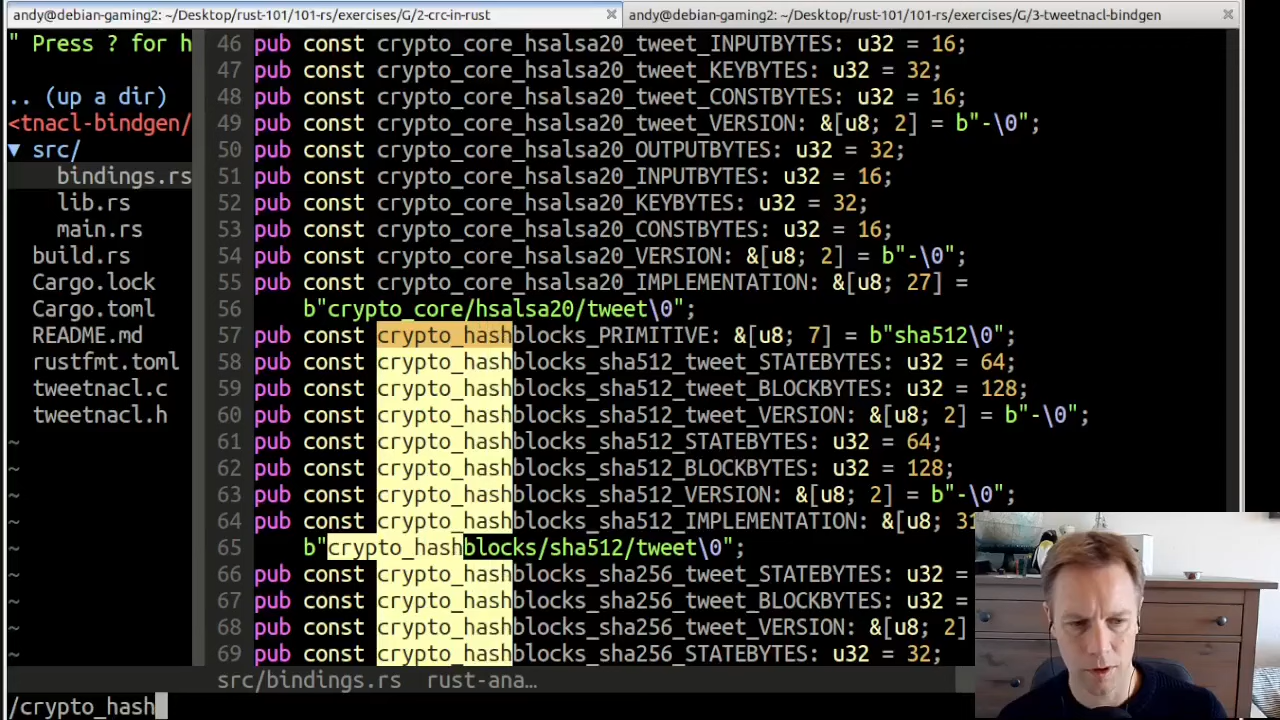 andy@debian-gaming2: ~/Desktop/rust-101/101-rs/exercises/G/2-crc-in-rust
andy@debian-gaming2: ~/Desktop/rust-101/101-rs/exercises/G/3-tweetnacl-bindgen
" Press ? for h
.. (up a dir)
<tnacl-bindgen/
▼ src/
bindings.rs
lib.rs
main.rs
build.rs
Cargo.lock
Cargo.toml
README.md
rustfmt.toml
tweetnacl.c
tweetnacl.h
~
~
~
~
~
~
~
~
~
46 pub const crypto_core_hsalsa20_tweet_INPUTBYTES: u32 = 16;
47 pub const crypto_core_hsalsa20_tweet_KEYBYTES: u32 = 32;
48 pub const crypto_core_hsalsa20_tweet_CONSTBYTES: u32 = 16;
49 pub const crypto_core_hsalsa20_tweet_VERSION: &[u8; 2] = b"-\0";
50 pub const crypto_core_hsalsa20_OUTPUTBYTES: u32 = 32;
51 pub const crypto_core_hsalsa20_INPUTBYTES: u32 = 16;
52 pub const crypto_core_hsalsa20_KEYBYTES: u32 = 32;
53 pub const crypto_core_hsalsa20_CONSTBYTES: u32 = 16;
54 pub const crypto_core_hsalsa20_VERSION: &[u8; 2] = b"-\0";
55 pub const crypto_core_hsalsa20_IMPLEMENTATION: &[u8; 27] =
56 b"crypto_core/hsalsa20/tweet\0";
57 pub const crypto_hashblocks_PRIMITIVE: &[u8; 7] = b"sha512\0";
58 pub const crypto_hashblocks_sha512_tweet_STATEBYTES: u32 = 64;
59 pub const crypto_hashblocks_sha512_tweet_BLOCKBYTES: u32 = 128;
60 pub const crypto_hashblocks_sha512_tweet_VERSION: &[u8; 2] = b"-\0";
61 pub const crypto_hashblocks_sha512_STATEBYTES: u32 = 64;
62 pub const crypto_hashblocks_sha512_BLOCKBYTES: u32 = 128;
63 pub const crypto_hashblocks_sha512_VERSION: &[u8; 2] = b"-\0";
64 pub const crypto_hashblocks_sha512_IMPLEMENTATION: &[u8; 31
65 b"crypto_hashblocks/sha512/tweet\0";
66 pub const crypto_hashblocks_sha256_tweet_STATEBYTES: u32 =
67 pub const crypto_hashblocks_sha256_tweet_BLOCKBYTES: u32 =
68 pub const crypto_hashblocks_sha256_tweet_VERSION: &[u8; 2]
69 pub const crypto_hashblocks_sha256_STATEBYTES: u32 = 32;
src/bindings.rs rust-ana…
/crypto_hash